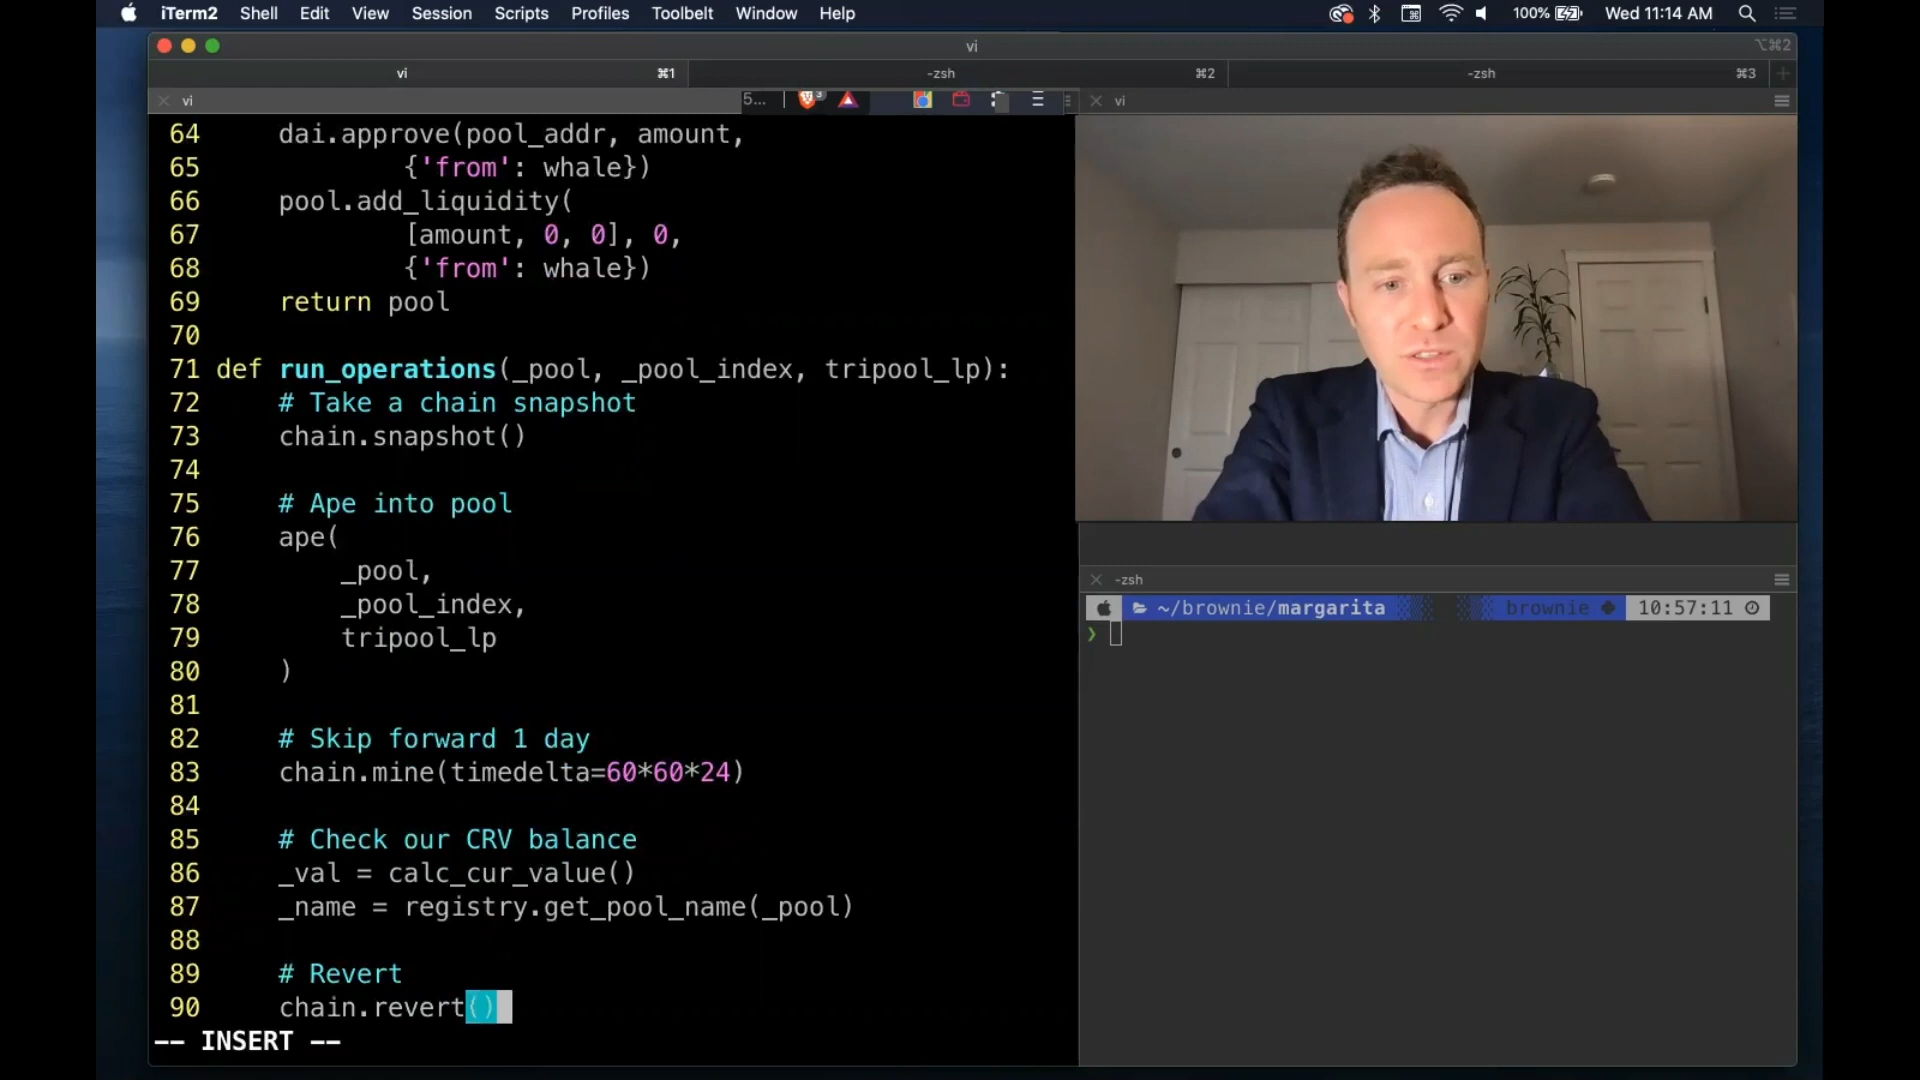 iTerm2 Shell Edit View Session Scripts Profiles Toolbelt Window Help 100% Wed 11:14 AM
vi ⌥⌘2
vi ⌘1 -zsh ⌘2 -zsh ⌘3
vi 5... 3 vi
64 dai.approve(pool_addr, amount,
65 {'from': whale})
66 pool.add_liquidity(
67 [amount, 0, 0], 0,
68 {'from': whale})
69 return pool
70
71 def run_operations(_pool, _pool_index, tripool_lp):
72 # Take a chain snapshot
73 chain.snapshot()
74
75 # Ape into pool
76 ape(
77 _pool,
78 _pool_index,
79 tripool_lp
80 )
81
82 # Skip forward 1 day
83 chain.mine(timedelta=60*60*24)
84
85 # Check our CRV balance
86 _val = calc_cur_value()
87 _name = registry.get_pool_name(_pool)
88
89 # Revert
90 chain.revert()
-- INSERT --
-zsh
~/brownie/margarita brownie 10:57:11
❯